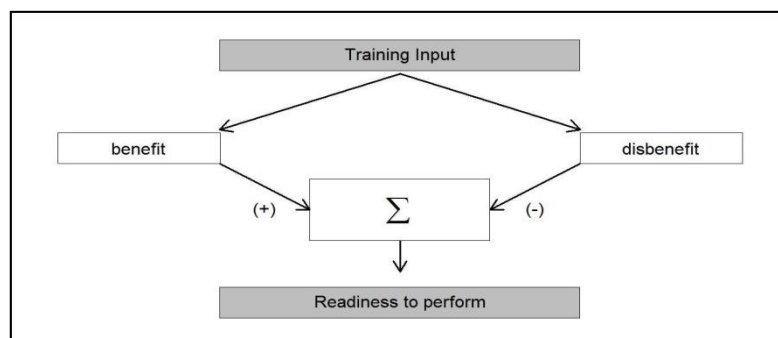 Training Input
benefit
disbenefit
(+)
Σ
(-)
Readiness to perform